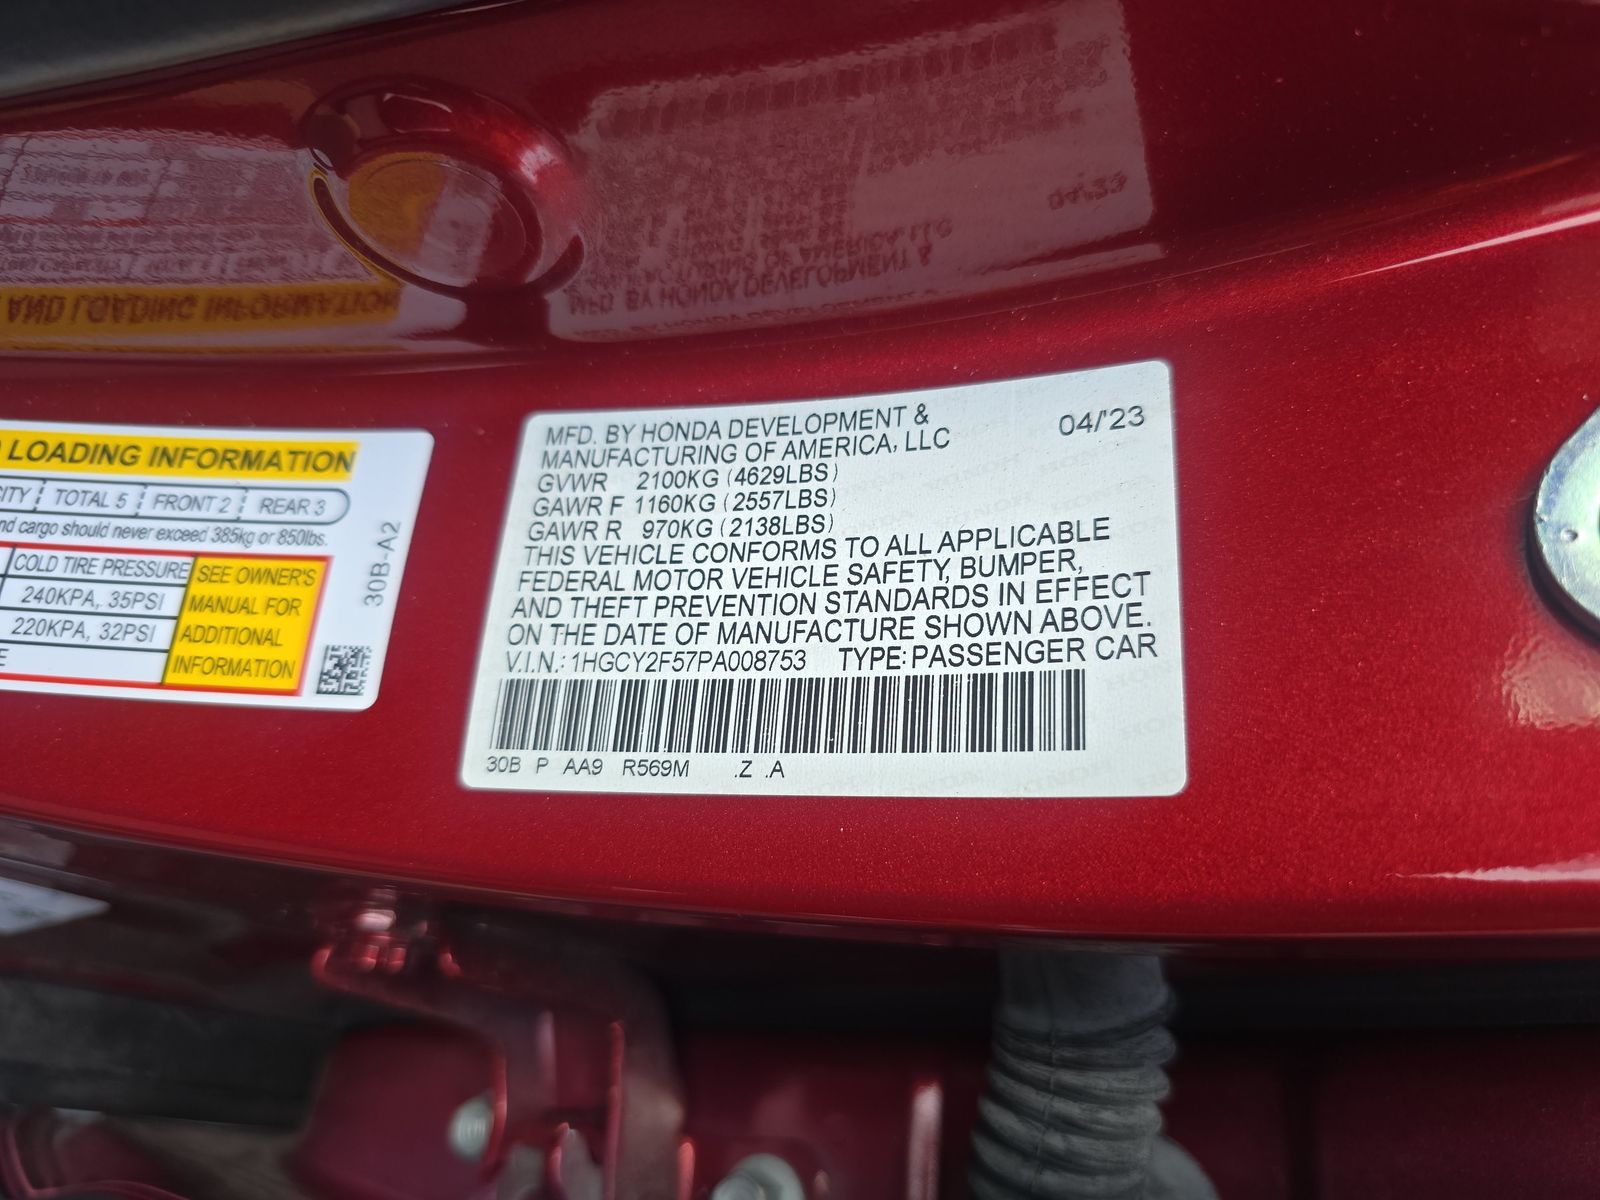 LOADING INFORMATION
CITY TOTAL 5 FRONT 2 REAR 3
nd cargo should never exceed 385kg or 850lbs.
COLD TIRE PRESSURE
240KPA, 35PSI
220KPA, 32PSI
SEE OWNER'S
MANUAL FOR
ADDITIONAL
INFORMATION
30B-A2
MFD. BY HONDA DEVELOPMENT &
MANUFACTURING OF AMERICA, LLC
04/'23
GVWR 2100KG (4629LBS)
GAWR F 1160KG (2557LBS)
GAWR R 970KG (2138LBS)
THIS VEHICLE CONFORMS TO ALL APPLICABLE
FEDERAL MOTOR VEHICLE SAFETY, BUMPER,
AND THEFT PREVENTION STANDARDS IN EFFECT
ON THE DATE OF MANUFACTURE SHOWN ABOVE.
V.I.N.: 1HGCY2F57PA008753 TYPE: PASSENGER CAR
30B P AA9 R569M .Z .A